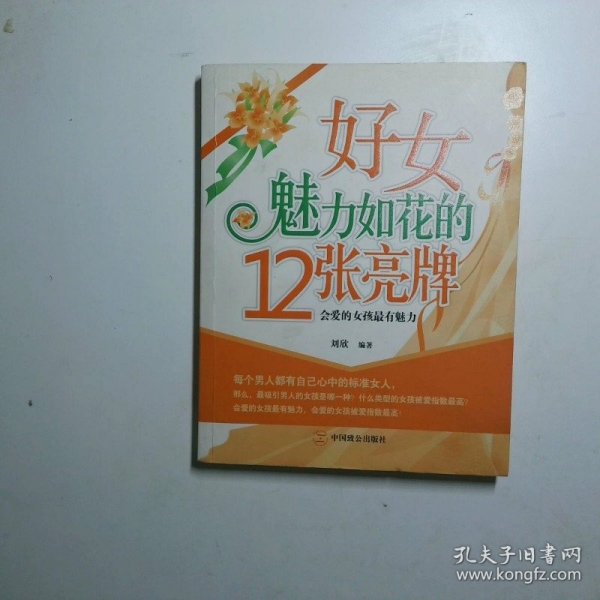 好女
魅力如花的
12张亮牌
会爱的女孩最有魅力
刘欣 编著
每个男人都有自己心中的标准女人，
那么，最吸引男人的女孩是哪一种？什么类型的女孩被爱指数最高？
会爱的女孩最有魅力，会爱的女孩被爱指数最高！
中国致公出版社
孔夫子旧书网
www.kongfz.com